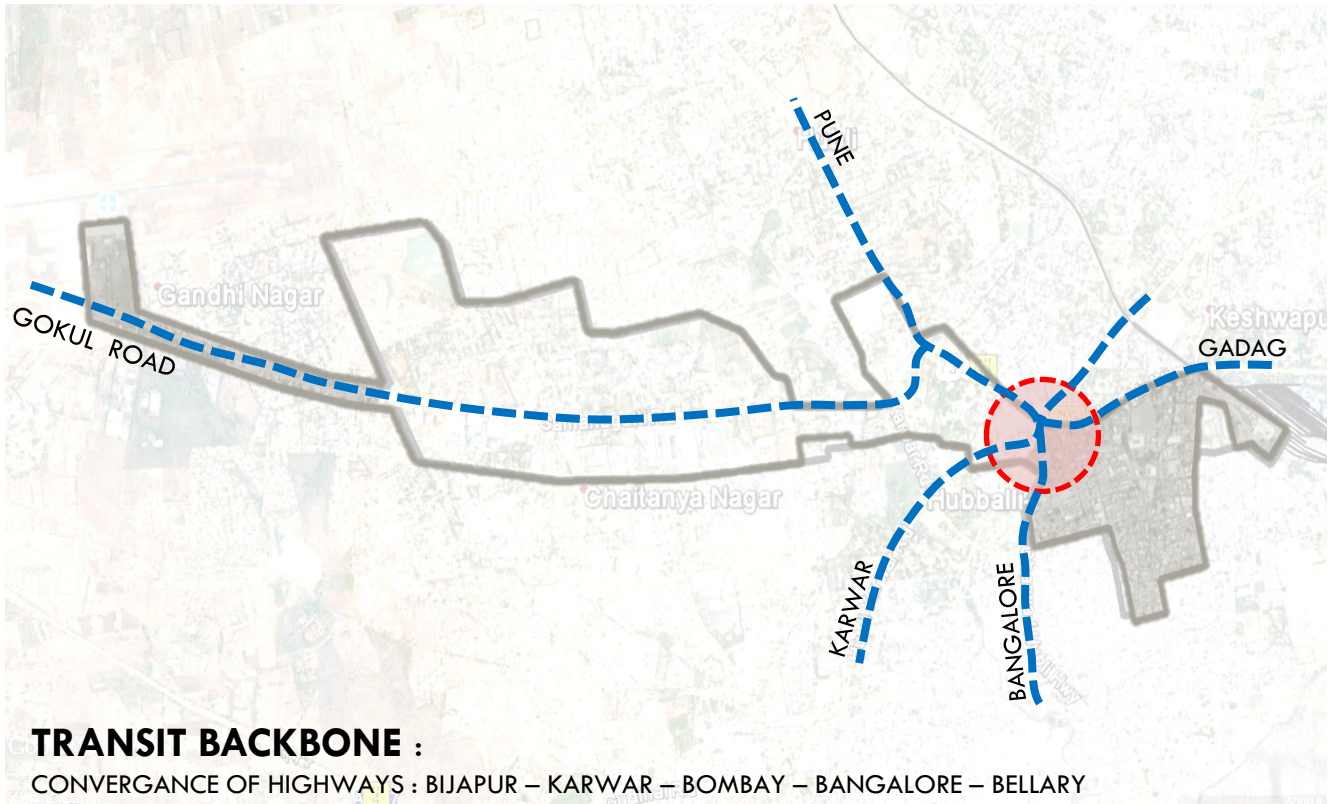 PUNE
Gandhi Nagar
GOKUL ROAD
Keshwapu
GADAG
Chaitanya Nagar
Hubballi
KARWAR
BANGALORE
TRANSIT BACKBONE :
CONVERGANCE OF HIGHWAYS : BIJAPUR – KARWAR – BOMBAY – BANGALORE – BELLARY